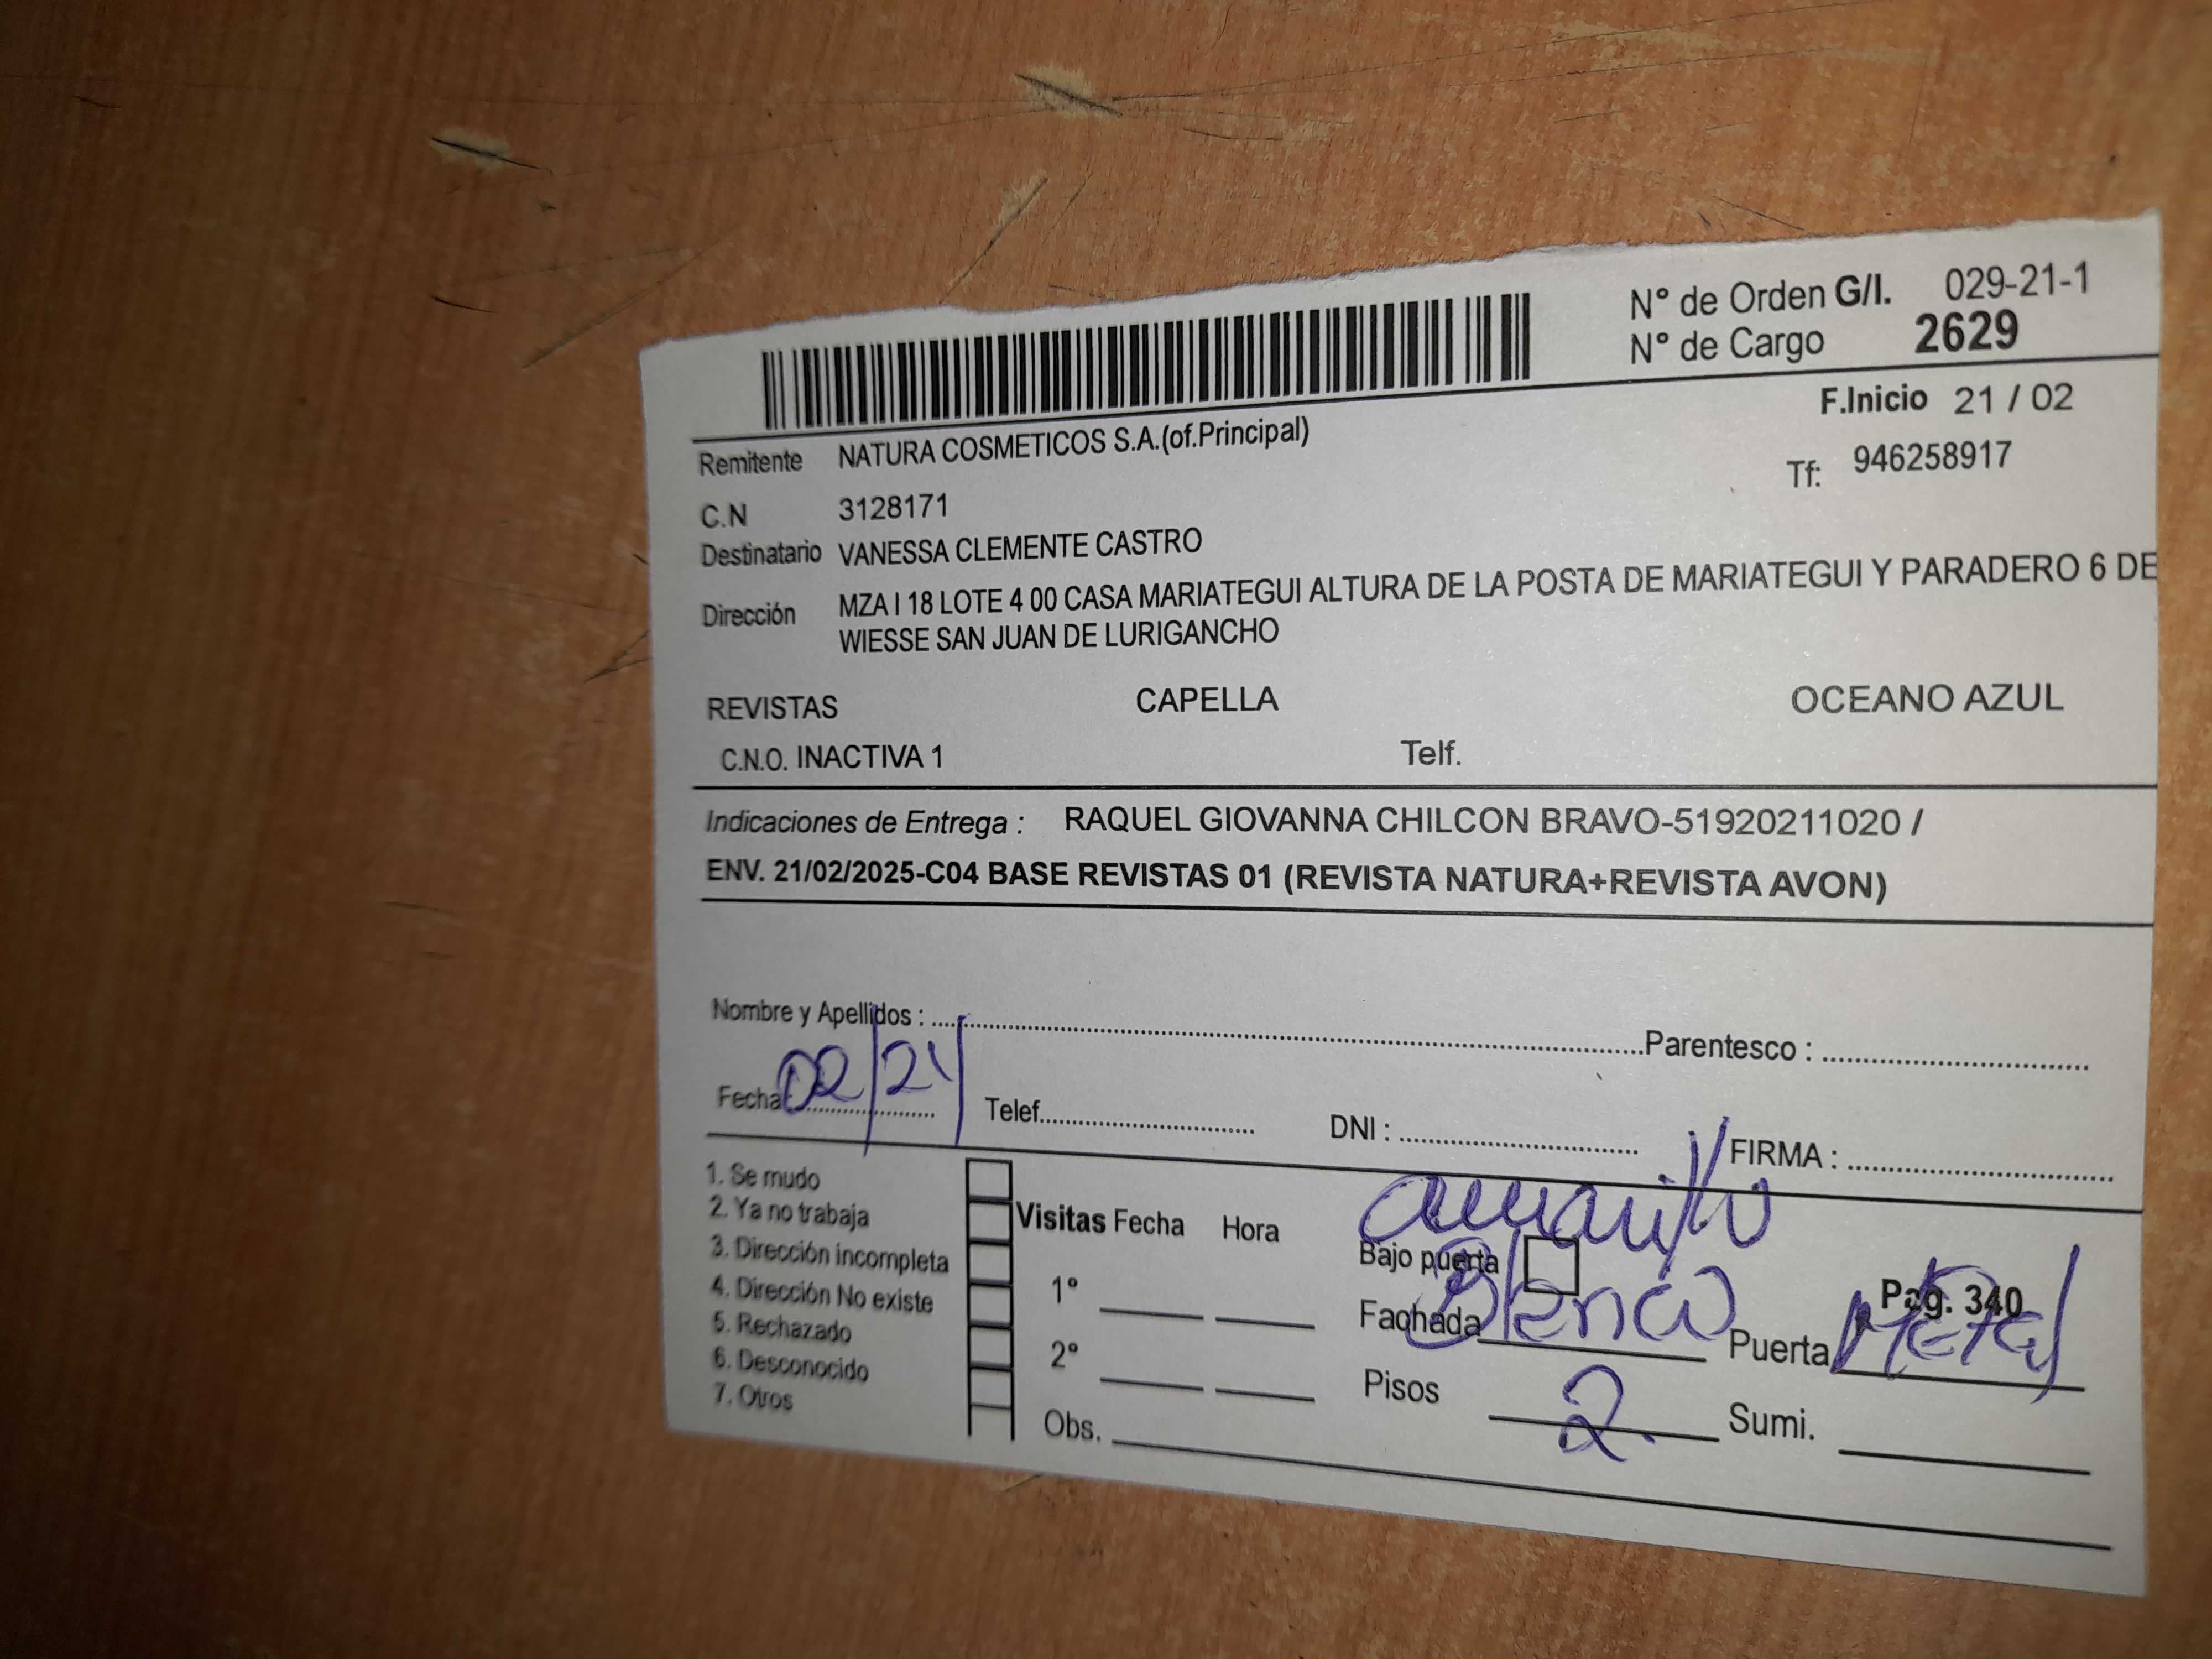 N° de Orden G/I. 029-21-1
N° de Cargo 2629
F.Inicio 21 / 02
Remitente NATURA COSMETICOS S.A.(of.Principal)
Tf: 946258917
C.N 3128171
Destinatario VANESSA CLEMENTE CASTRO
Dirección MZA I 18 LOTE 4 00 CASA MARIATEGUI ALTURA DE LA POSTA DE MARIATEGUI Y PARADERO 6 DE
WIESSE SAN JUAN DE LURIGANCHO
REVISTAS CAPELLA OCEANO AZUL
C.N.O. INACTIVA 1 Telf.
Indicaciones de Entrega : RAQUEL GIOVANNA CHILCON BRAVO-51920211020 /
ENV. 21/02/2025-C04 BASE REVISTAS 01 (REVISTA NATURA+REVISTA AVON)
Nombre y Apellidos : Parentesco :
Fecha: 02/21/ Telef. DNI : FIRMA :
1. Se mudo
2. Ya no trabaja
3. Dirección incompleta
4. Dirección No existe
5. Rechazado
6. Desconocido
7. Otros
Visitas Fecha Hora
1°
2°
Obs.
amarillo
Bajo puerta
Fachada Blanco
Pag. 340
Puerta Metal
Pisos 2.
Sumi.